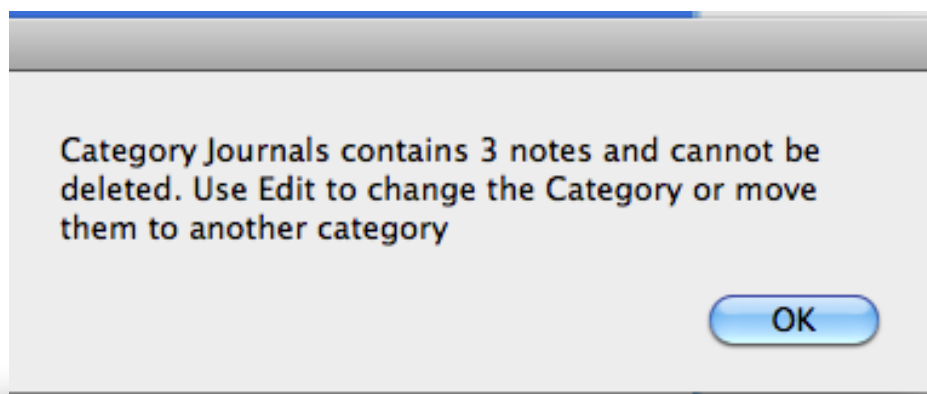 Category Journals contains 3 notes and cannot be
deleted. Use Edit to change the Category or move
them to another category
OK